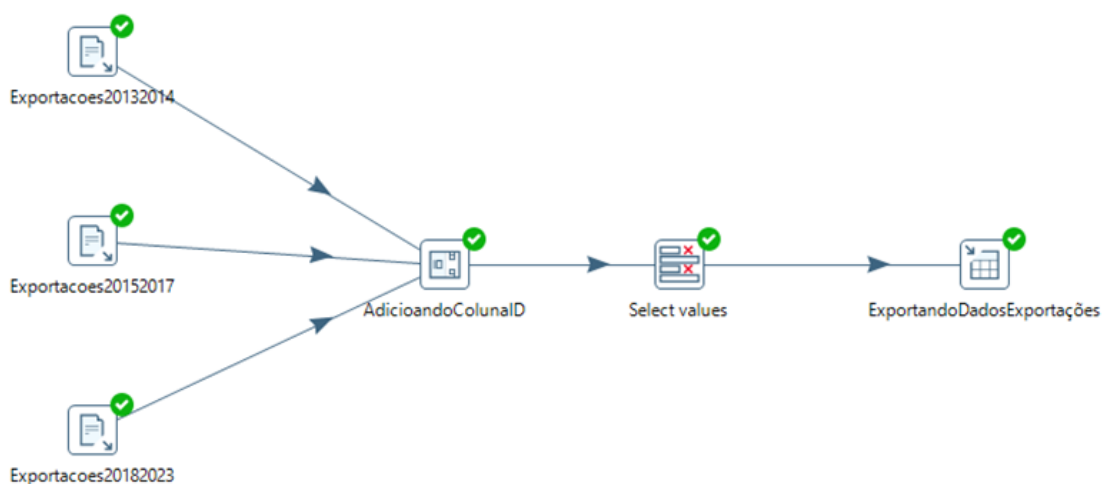 Exportacoes20132014
Exportacoes20152017
AdicioandoColunaID
Select values
ExportandoDadosExportações
Exportacoes20182023